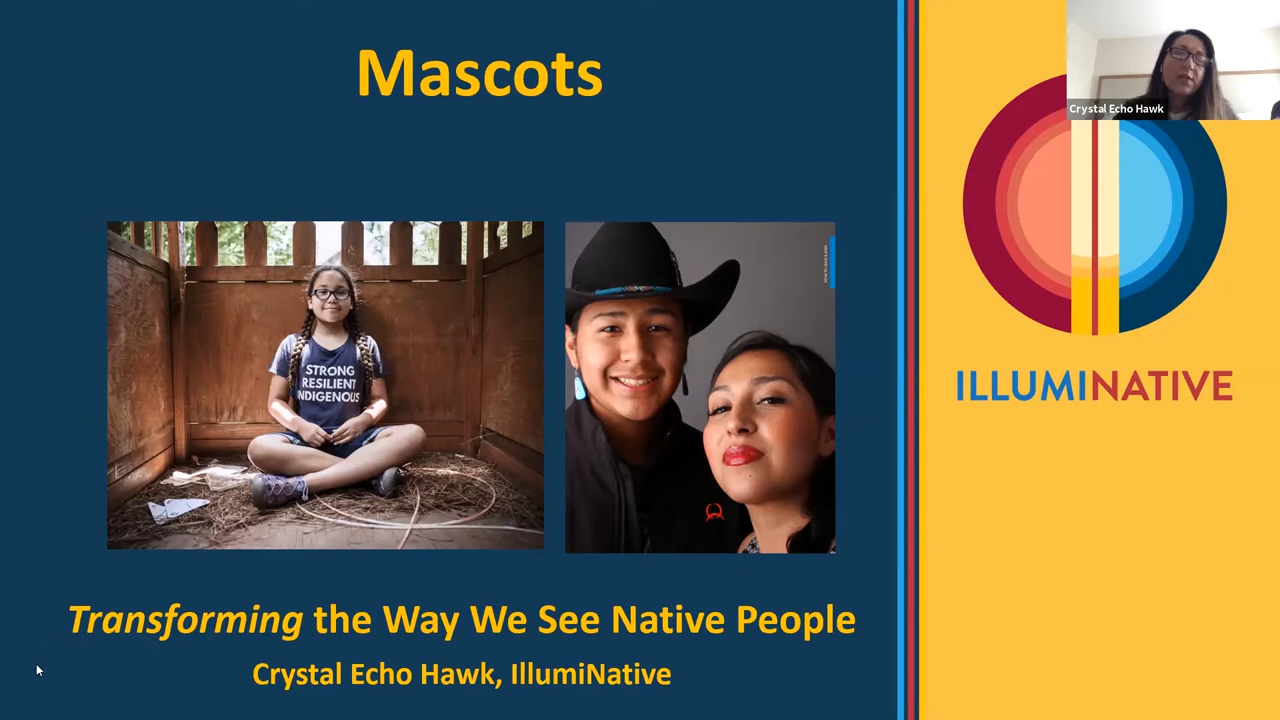 Mascots
Crystal Echo Hawk
STRONG
RESILIENT
INDIGENOUS
ILLUMINATIVE
Transforming the Way We See Native People
Crystal Echo Hawk, IllumiNative